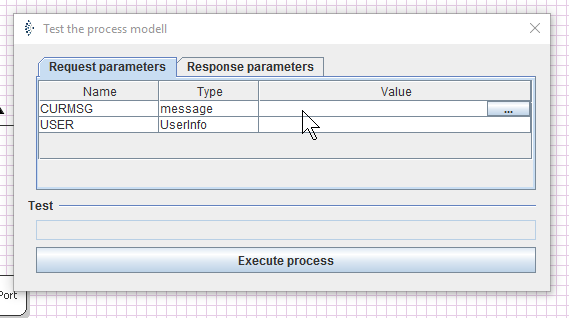 Test the process modell
Request parameters Response parameters
Name Type Value
CURMSG message ...
USER UserInfo
Test
Execute process
Port